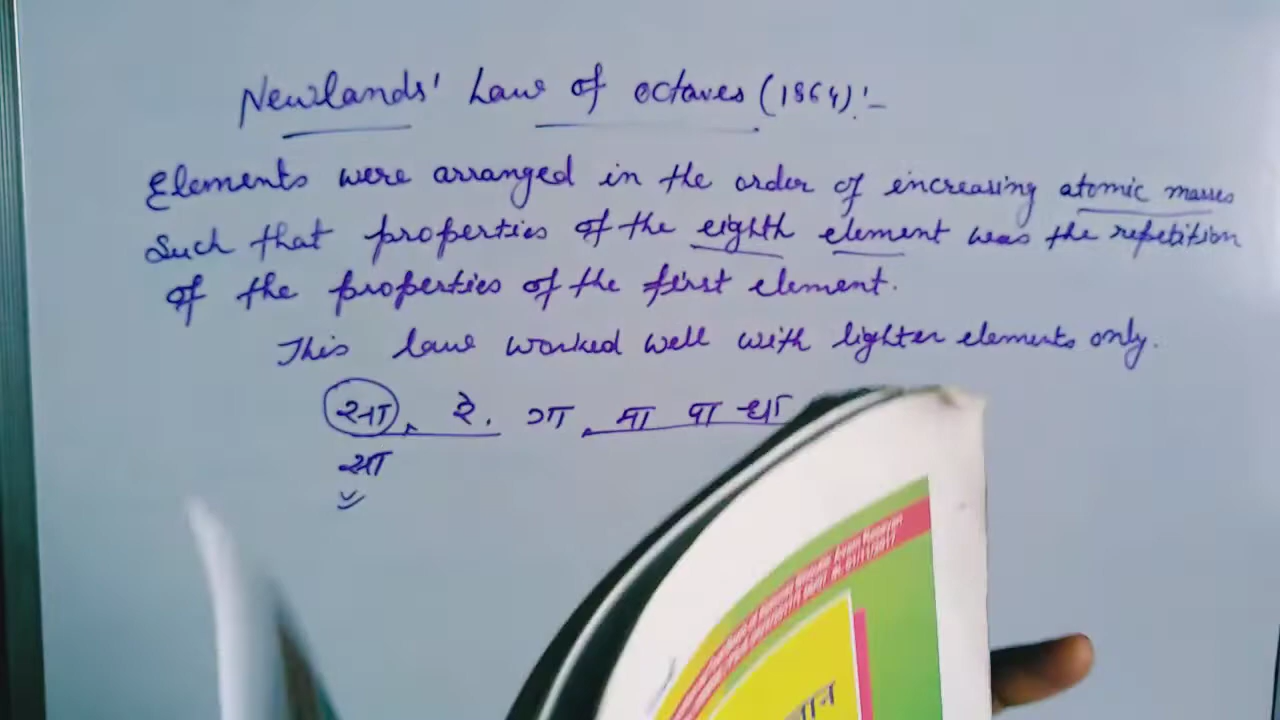 Newlands' Law of octaves (1864):-
Elements were arranged in the order of increasing atomic masses
Such that properties of the eighth element was the repetition
of the properties of the first element.
This law worked well with lighter elements only.
सा, रे. गा, मा पा धा
सा